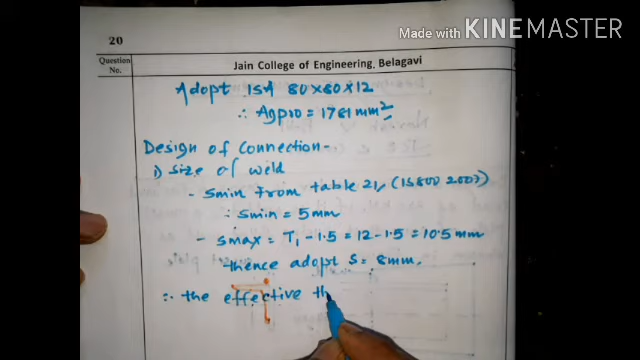 Made with KINEMASTER
20
Question No.
Jain College of Engineering, Belagavi
Adopt ISA 80×80×12
∴ Agpro = 1781 mm²
Design of Connection-
1) Size of weld
- Smin from table 21, (IS800 2007)
∴ Smin = 5mm
- Smax = T1 - 1.5 = 12 - 1.5 = 10.5 mm
thence adopt S = 8mm.
∴ the effective th